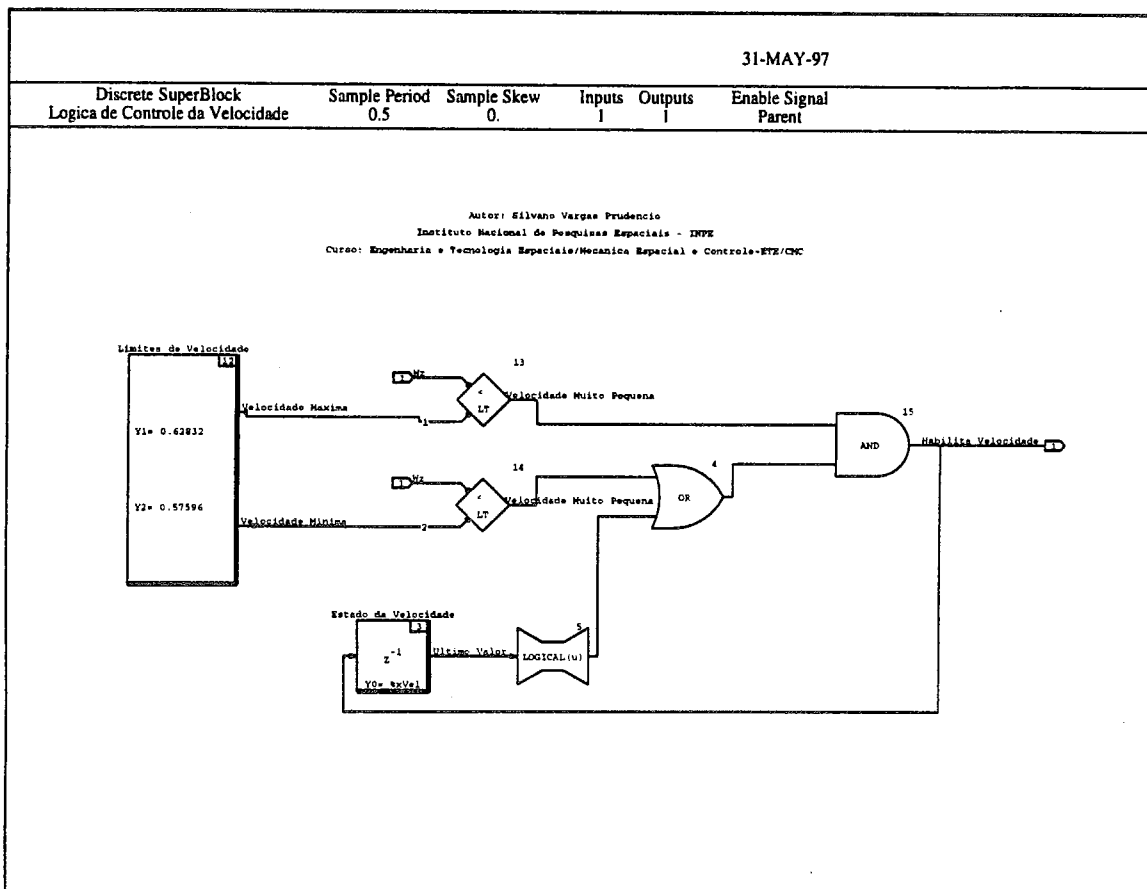 31-MAY-97
Discrete SuperBlock Sample Period Sample Skew Inputs Outputs Enable Signal
Logica de Controle da Velocidade 0.5 0. 1 1 Parent
Autor: Silvano Vargas Prudencio
Instituto Nacional de Pesquisas Espaciais - INPE
Curso: Engenharia e Tecnologia Espaciais/Mecanica Espacial e Controle-ETE/CMC
Limites de Velocidade
12
Y1= 0.62832
Y2= 0.57596
Velocidade Maxima
1
Velocidade Minima
2
1 Wz
13
<
LT
Velocidade Muito Pequena
1 Wz
14
<
LT
Velocidade Muito Pequena
4
OR
15
AND
Habilita Velocidade 1
Estado da Velocidade
3
z-1
Y0= %xVel
Ultimo Valor
5
LOGICAL(u)